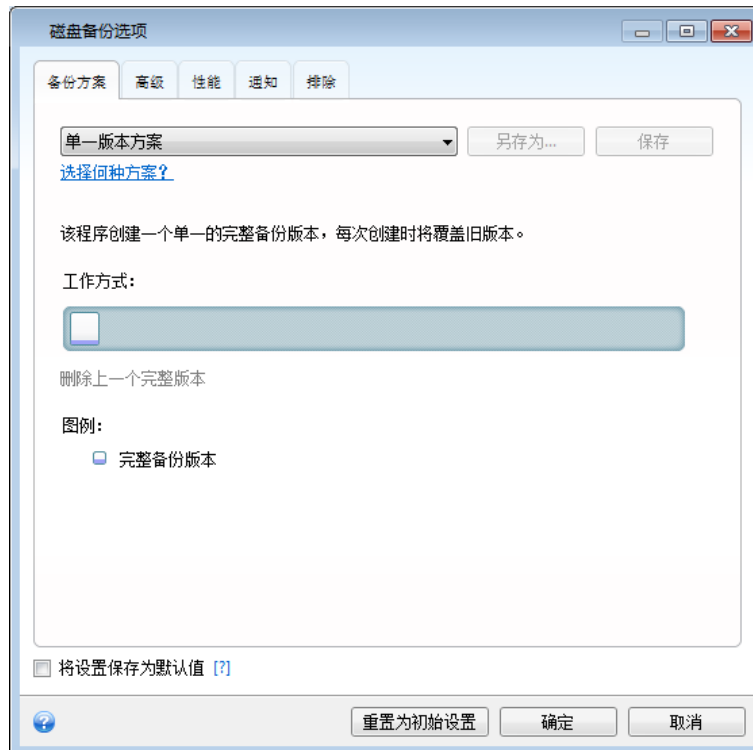 磁盘备份选项
备份方案 高级 性能 通知 排除
单一版本方案 另存为... 保存
选择何种方案？
该程序创建一个单一的完整备份版本，每次创建时将覆盖旧版本。
工作方式：
删除上一个完整版本
图例：
完整备份版本
将设置保存为默认值 [?]
重置为初始设置 确定 取消